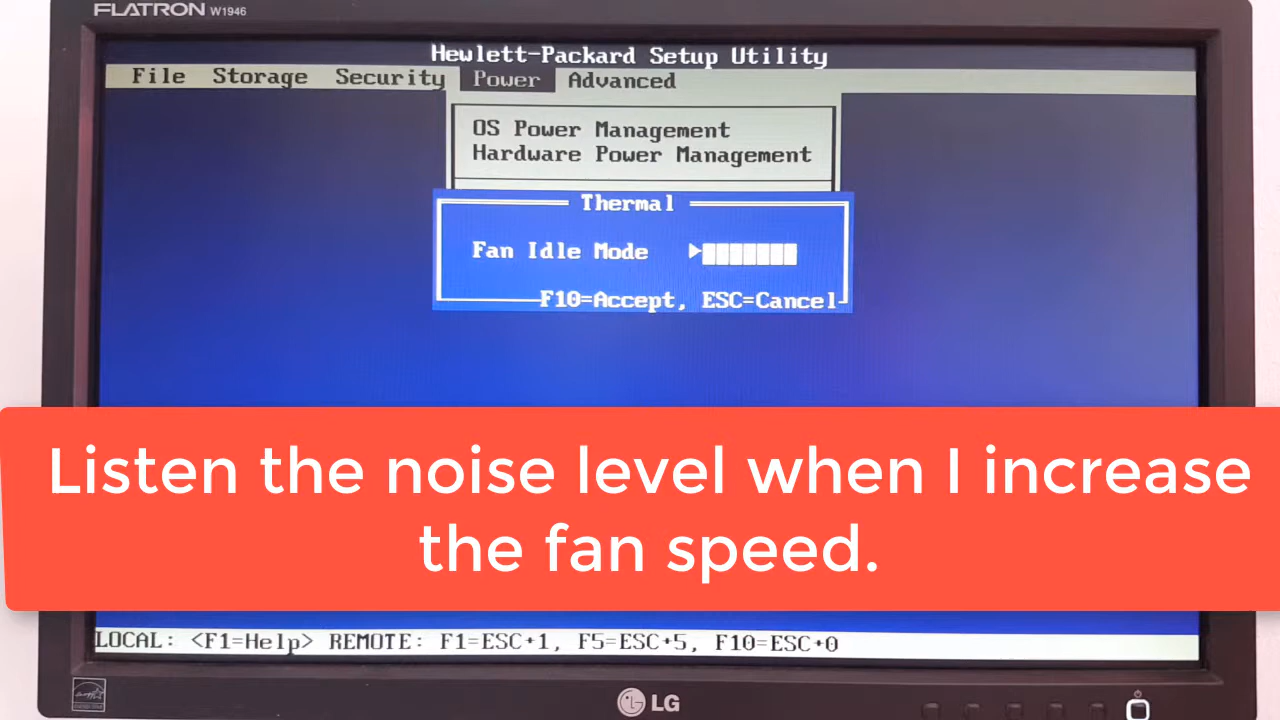 FLATRON W1946
Hewlett-Packard Setup Utility
File Storage Security Power Advanced
OS Power Management
Hardware Power Management
Thermal
Fan Idle Mode
F10=Accept, ESC=Cancel
Listen the noise level when I increase
the fan speed.
LOCAL: <F1=Help> REMOTE: F1=ESC+1, F5=ESC+5, F10=ESC+0
LG